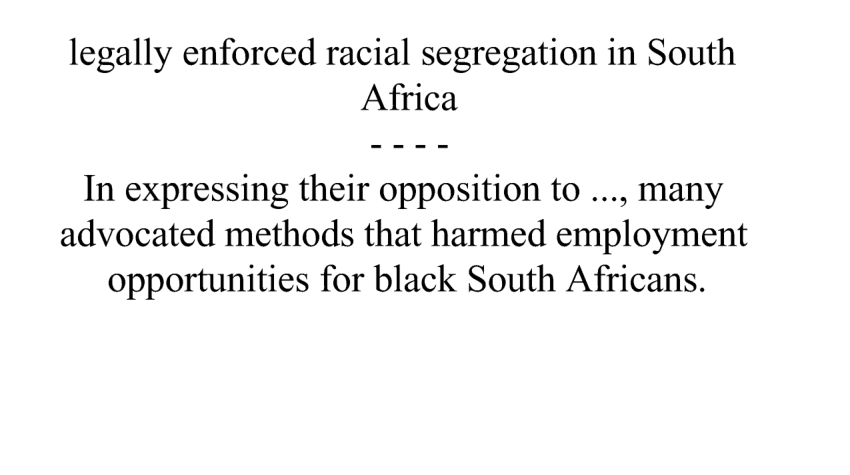 legally enforced racial segregation in South
Africa
- - - -
In expressing their opposition to ..., many
advocated methods that harmed employment
opportunities for black South Africans.